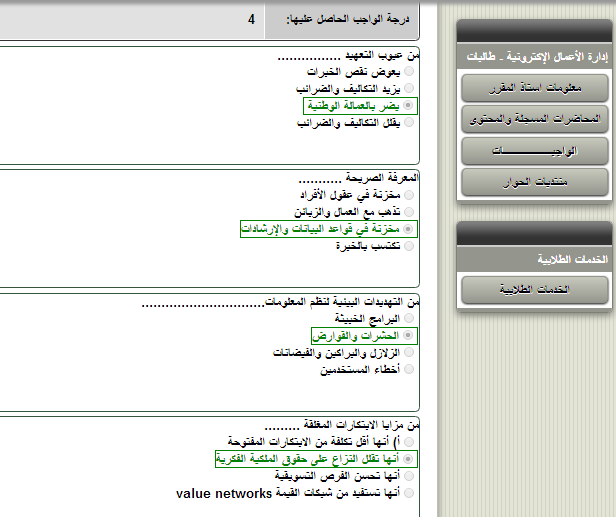 درجة الواجب الحاصل عليها: 4
من عيوب التعهيد ................
يعوض نقص الخبرات
يزيد التكاليف والضرائب
يضر بالعمالة الوطنية
يقلل التكاليف والضرائب
المعرفة الصريحة ...........
مخزنة في عقول الأفراد
تذهب مع العمال والزبائن
مخزنة في قواعد البيانات والإرشادات
تكتسب بالخبرة
من التهديدات البيئية لنظم المعلومات...............................
البرامج الخبيثة
الحشرات والقوارض
الزلازل والبراكين والفيضانات
أخطاء المستخدمين
من مزايا الابتكارات المغلقة .........
أ) أنها أقل تكلفة من الابتكارات المفتوحة
أنها تقلل النزاع على حقوق الملكية الفكرية
أنها تحسن الفرص التسويقية
أنها تستفيد من شبكات القيمة value networks
إدارة الأعمال الإكترونية - طالبات
معلومات استاذ المقرر
المحاضرات المسجلة والمحتوى
الواجبـــــــــــات
منتديات الحوار
الخدمات الطلابية
الخدمات الطلابية